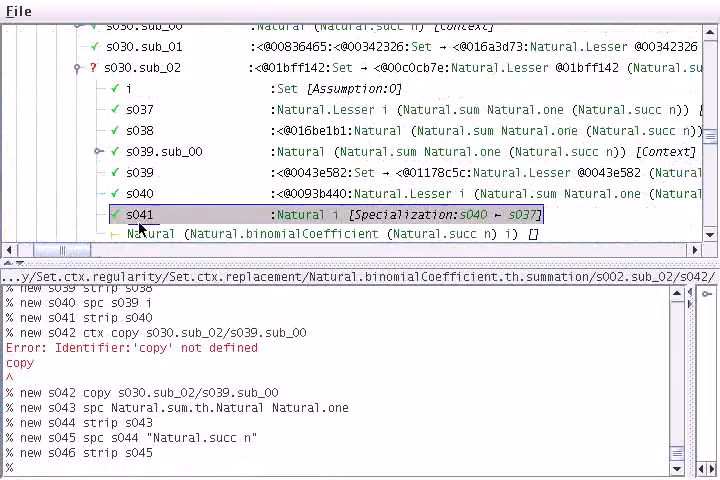 File
s030.sub_00 [Context]
s030.sub_01 :<@00836465:<@00342326:Set → <@016a3d73:Natural.Lesser @00342326
? s030.sub_02 :<@01bff142:Set → <@00c0cb7e:Natural.Lesser @01bff142 (Natural.su
i :Set [Assumption:0]
s037 :Natural.Lesser i (Natural.sum Natural.one (Natural.succ n)) [
s038 :<@016be1b1:Natural (Natural.sum Natural.one (Natural.succ n))
s039.sub_00 :Natural (Natural.sum Natural.one (Natural.succ n)) [Context]
s039 :<@0043e582:Set → <@01178c5c:Natural.Lesser @0043e582 (Natural.
s040 :<@0093b440:Natural.Lesser i (Natural.sum Natural.one (Natural.
s041 :Natural i [Specialization:s040 ← s037]
Natural (Natural.binomialCoefficient (Natural.succ n) i) []
...y/Set.ctx.regularity/Set.ctx.replacement/Natural.binomialCoefficient.th.summation/s002.sub_02/s042/
% new s039 strip s038
% new s040 spc s039 i
% new s041 strip s040
% new s042 ctx copy s030.sub_02/s039.sub_00
Error: Identifier:'copy' not defined
copy
^
% new s042 copy s030.sub_02/s039.sub_00
% new s043 spc Natural.sum.th.Natural Natural.one
% new s044 strip s043
% new s045 spc s044 "Natural.succ n"
% new s046 strip s045
%